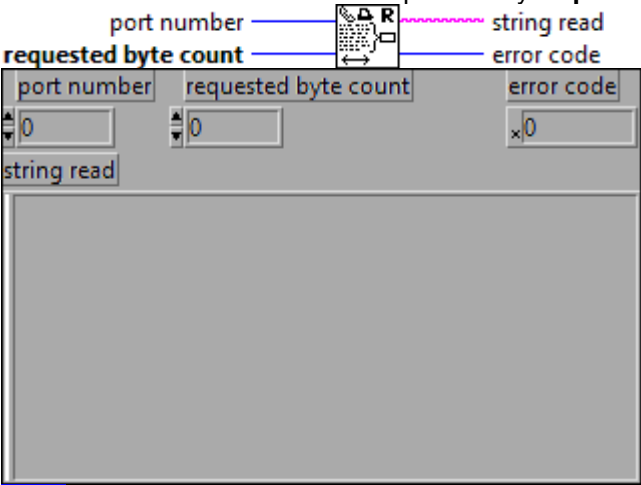 port number R string read
requested byte count error code
port number requested byte count error code
0 0 x0
string read